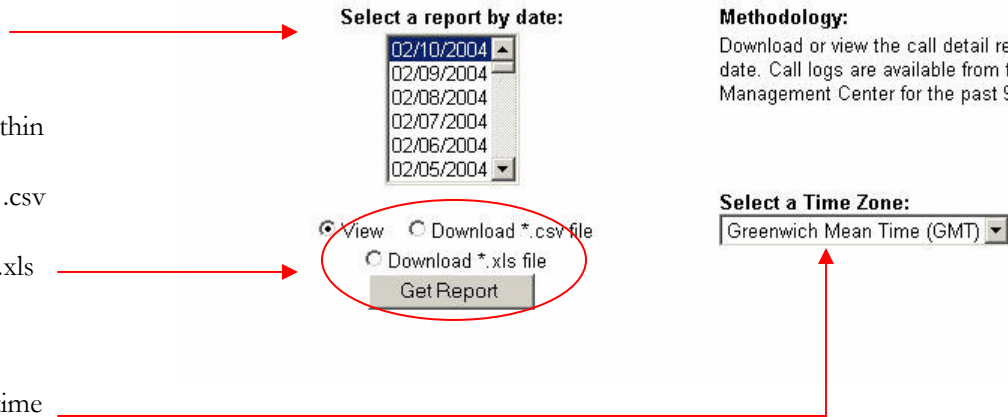 Select a report by date:
02/10/2004
02/09/2004
02/08/2004
02/07/2004
02/06/2004
02/05/2004
View Download *.csv file
Download *.xls file
Get Report
Methodology:
Download or view the call detail re
date. Call logs are available from
Management Center for the past 9
Select a Time Zone:
Greenwich Mean Time (GMT)
thin
.csv
.xls
time